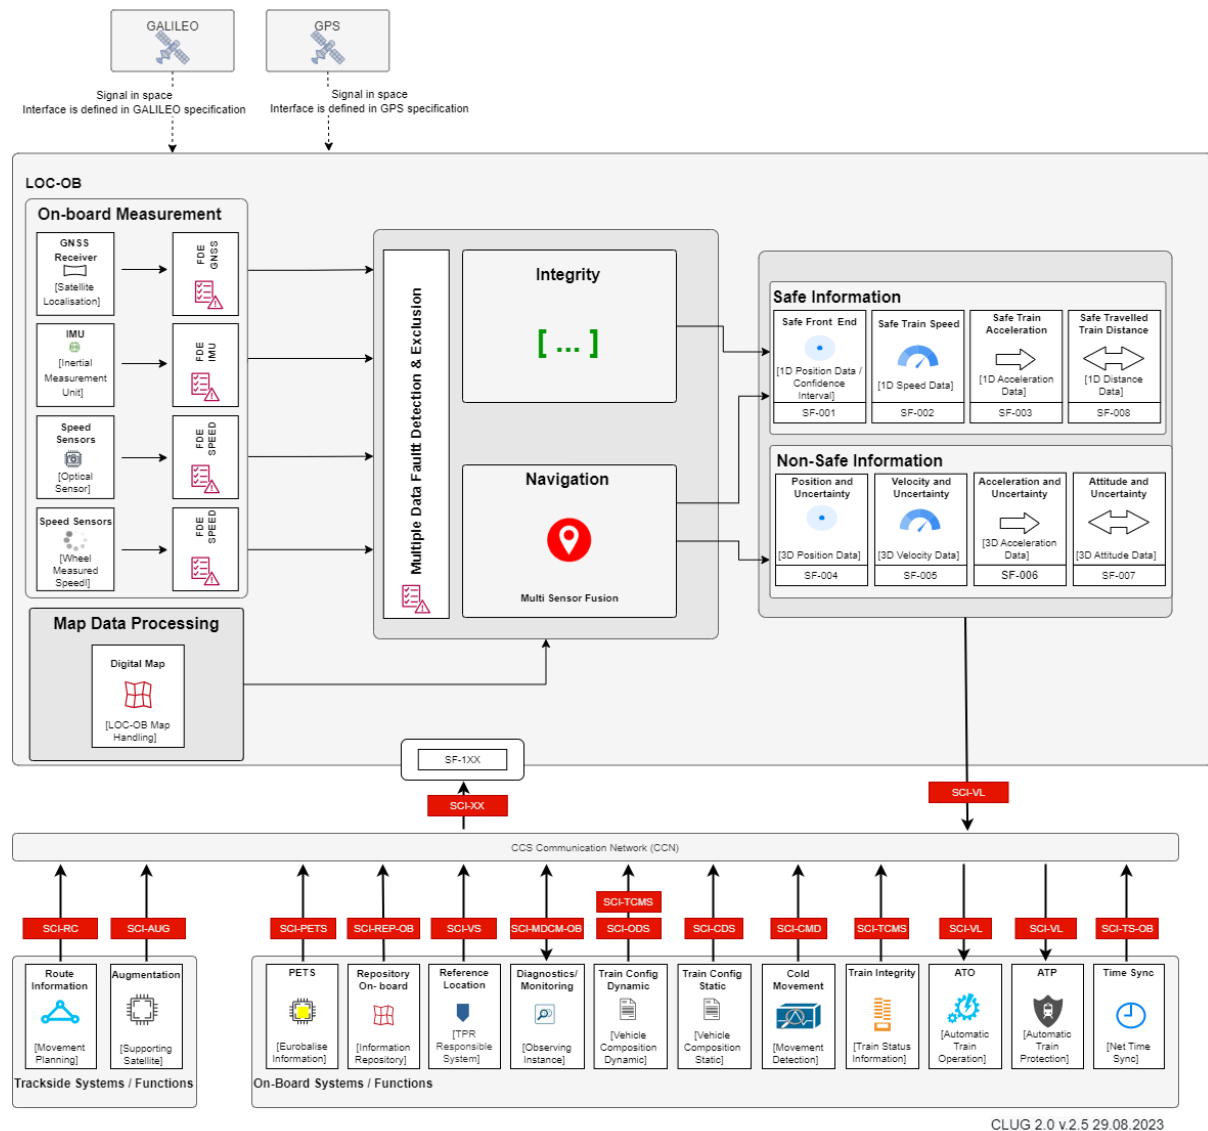 GALILEO
GPS
Signal in space
Interface is defined in GALILEO specification
Signal in space
Interface is defined in GPS specification
LOC-OB
On-board Measurement
GNSS
Receiver
[Satellite
Localisation]
FDE
GNSS
IMU
[Inertial
Measurement
Unit]
FDE
IMU
Speed
Sensors
[Optical
Sensor]
FDE
SPEED
Speed Sensors
[Wheel
Measured
Speedl]
FDE
SPEED
Map Data Processing
Digital Map
[LOC-OB Map
Handling]
Multiple Data Faultt Detection & Exclusion
Integrity
[ ... ]
Navigation
Multi Sensor Fusion
Safe Information
Safe Front End
[1D Position Data /
Confidence
Interval]
SF-001
Safe Train Speed
[1D Speed Data]
SF-002
Safe Train
Acceleration
[1D Acceleration
Data]
SF-003
Safe Travelled
Train Distance
[1D Distance
Data]
SF-008
Non-Safe Information
Position and
Uncertainty
[3D Position Data]
SF-004
Velocity and
Uncertainty
[3D Velocity Data]
SF-005
Acceleration and
Uncertainty
[3D Acceleration
Data]
SF-006
Attitude and
Uncertainty
[3D Attitude Data]
SF-007
SF-1XX
SCI-XX
SCI-VL
CCS Communication Network (CCN)
SCI-RC
SCI-AUG
SCI-PETS
SCI-REP-OB
SCI-VS
SCI-MDCM-OB
SCI-TCMS
SCI-ODS
SCI-CDS
SCI-CMD
SCI-TCMS
SCI-VL
SCI-VL
SCI-TS-OB
Route
Information
[Movement
Planning]
Augmentation
[Supporting
Satellite]
Trackside Systems / Functions
PETS
[Eurobalise
Information]
Repository
On- board
[Information
Repository]
Reference
Location
[TPR
Responsible
System]
Diagnostics/
Monitoring
[Observing
Instance]
Train Config
Dynamic
[Vehicle
Composition
Dynamic]
Train Config
Static
[Vehicle
Composition
Static]
Cold
Movement
[Movement
Detection]
Train Integrity
[Train Status
Information]
ATO
[Automatic
Train
Operation]
ATP
[Automatic
Train
Protection]
Time Sync
[Net Time
Sync]
On-Board Systems / Functions
CLUG 2.0 v.2.5 29.08.2023